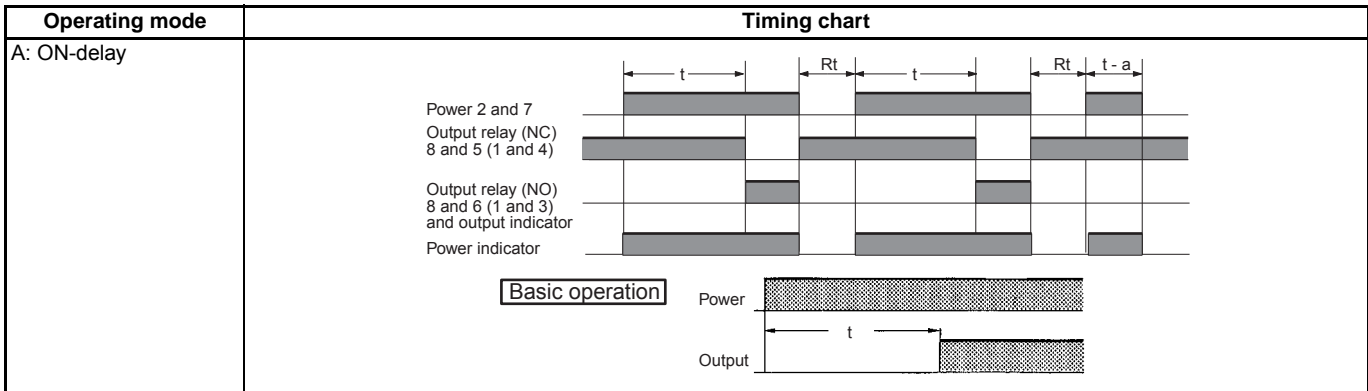 Operating mode Timing chart
A: ON-delay
t Rt t Rt t - a
Power 2 and 7
Output relay (NC)
8 and 5 (1 and 4)
Output relay (NO)
8 and 6 (1 and 3)
and output indicator
Power indicator
Basic operation
Power
t
Output